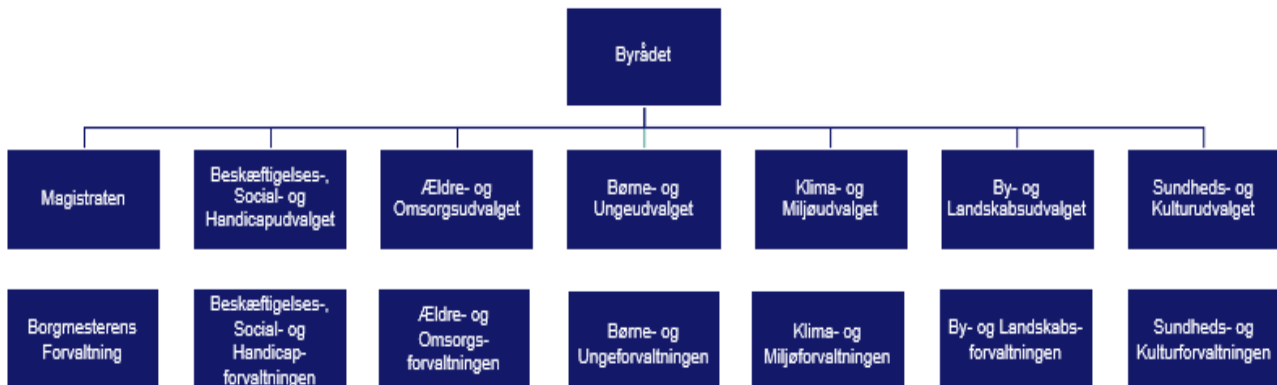 Byrådet
Magistraten
Beskæftigelses-,
Social- og
Handicapudvalget
Ældre- og
Omsorgsudvalget
Børne- og
Ungeudvalget
Klima- og
Miljøudvalget
By- og
Landskabsudvalget
Sundheds- og
Kulturudvalget
Borgmesterens
Forvaltning
Beskæftigelses-,
Social- og
Handicap-
forvaltningen
Ældre- og
Omsorgs-
forvaltningen
Børne- og
Ungeforvaltningen
Klima- og
Miljøforvaltningen
By- og Landskabs-
forvaltningen
Sundheds- og
Kulturforvaltningen